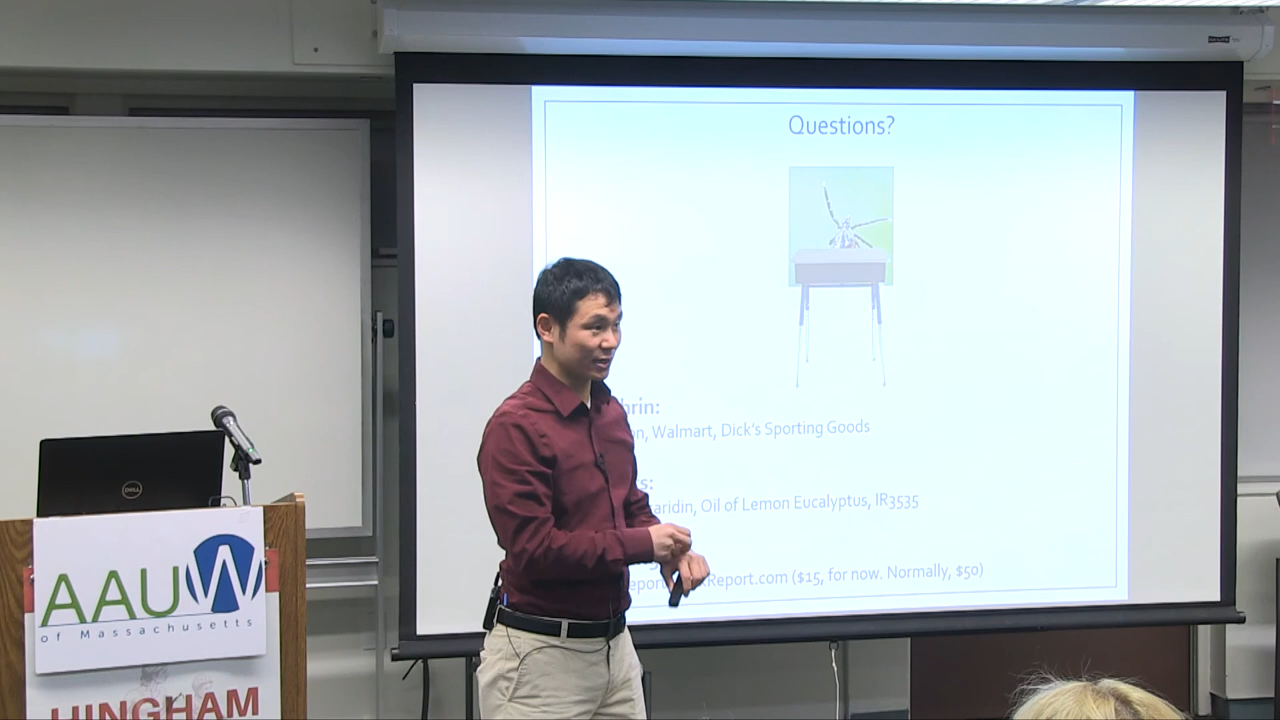 Questions?
Walmart, Dick's Sporting Goods
Oil of Lemon Eucalyptus, IR3535
Report.com ($15, for now. Normally, $50)
DELL
AAUW
of Massachusetts
HINGHAM